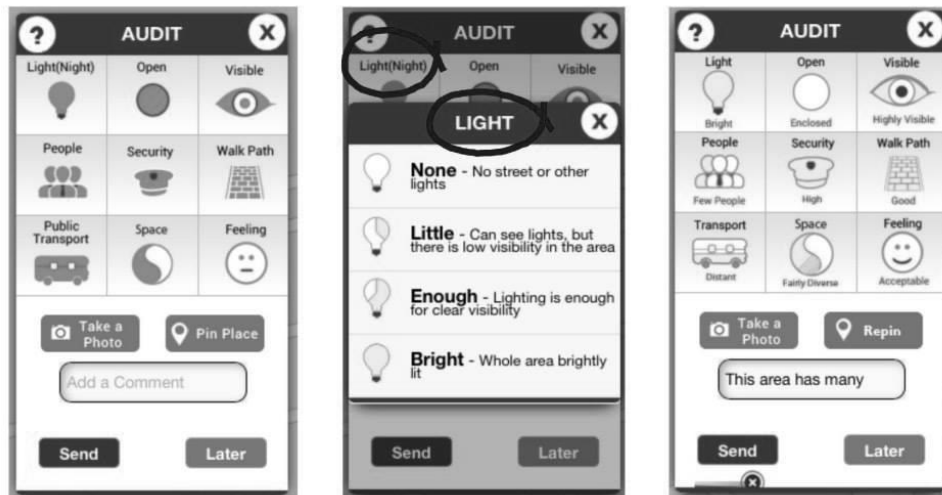 ? AUDIT X
Light(Night) Open Visible
People Security Walk Path
Public Transport Space Feeling
Take a Photo Pin Place
Add a Comment
Send Later
? AUDIT X
Light(Night) Open Visible
LIGHT X
None - No street or other
lights
Little - Can see lights, but
there is low visibility in the area
Enough - Lighting is enough
for clear visibility
Bright - Whole area brightly
lit
Send Later
? AUDIT X
Light Open Visible
Bright Enclosed Highly Visible
People Security Walk Path
Few People High Good
Transport Space Feeling
Distant Fairly Diverse Acceptable
Take a Photo Repin
This area has many
Send Later